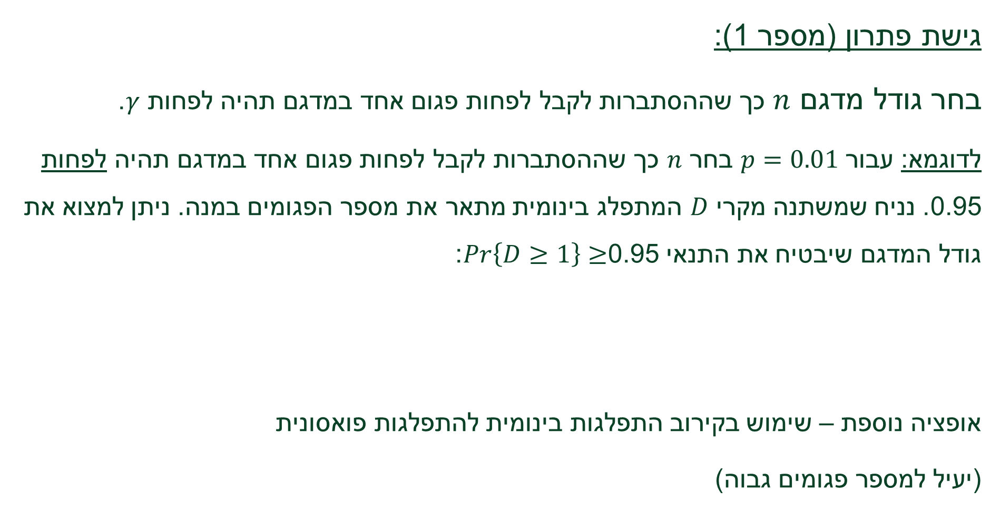 גישת פתרון (מספר 1):
בחר גודל מדגם n כך שההסתברות לקבל לפחות פגום אחד במדגם תהיה לפחות γ.
לדוגמא: עבור p = 0.01 בחר n כך שההסתברות לקבל לפחות פגום אחד במדגם תהיה לפחות
0.95. נניח שמשתנה מקרי D המתפלג בינומית מתאר את מספר הפגומים במנה. ניתן למצוא את
גודל המדגם שיבטיח את התנאי Pr{D ≥ 1} ≥0.95:
אופציה נוספת – שימוש בקירוב התפלגות בינומית להתפלגות פואסונית
(יעיל למספר פגומים גבוה)